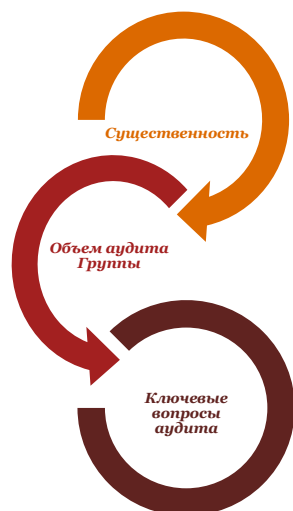 Существенность
Объем аудита
Группы
Ключевые
вопросы
аудита